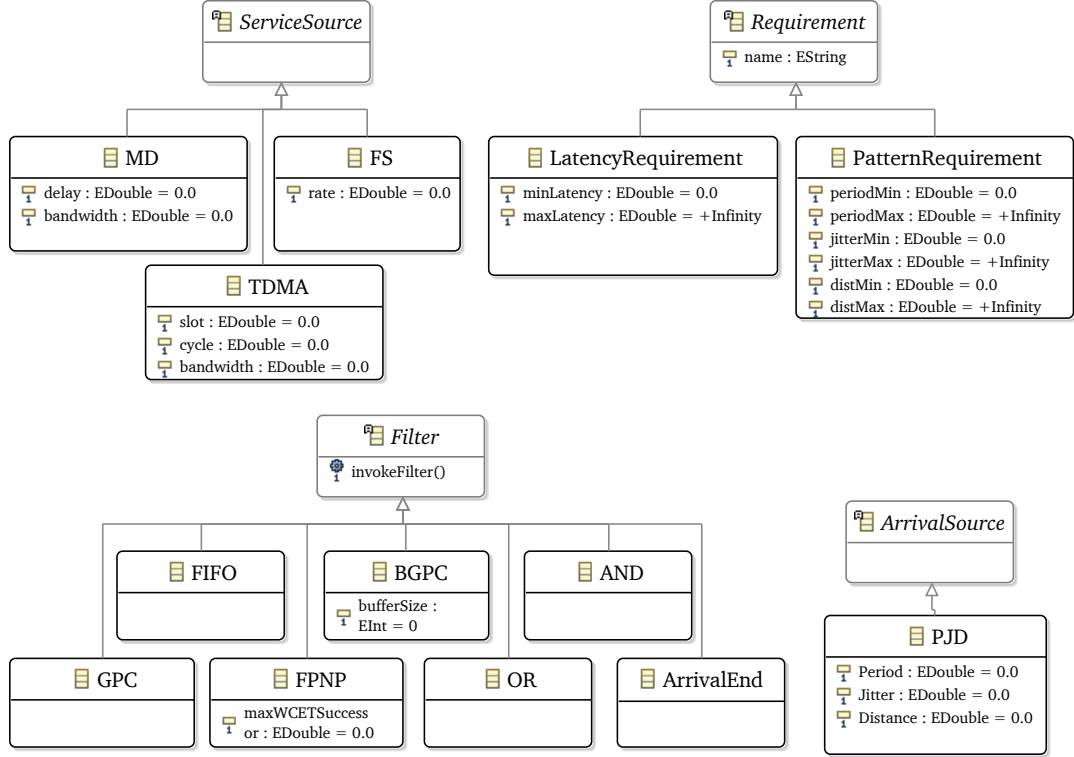 ServiceSource
Requirement
name : EString
MD
delay : EDouble = 0.0
bandwidth : EDouble = 0.0
FS
rate : EDouble = 0.0
TDMA
slot : EDouble = 0.0
cycle : EDouble = 0.0
bandwidth : EDouble = 0.0
LatencyRequirement
minLatency : EDouble = 0.0
maxLatency : EDouble = +Infinity
PatternRequirement
periodMin : EDouble = 0.0
periodMax : EDouble = +Infinity
jitterMin : EDouble = 0.0
jitterMax : EDouble = +Infinity
distMin : EDouble = 0.0
distMax : EDouble = +Infinity
Filter
invokeFilter()
FIFO
BGPC
bufferSize :
EInt = 0
AND
GPC
FPNP
maxWCETSuccess
or : EDouble = 0.0
OR
ArrivalEnd
ArrivalSource
PJD
Period : EDouble = 0.0
Jitter : EDouble = 0.0
Distance : EDouble = 0.0